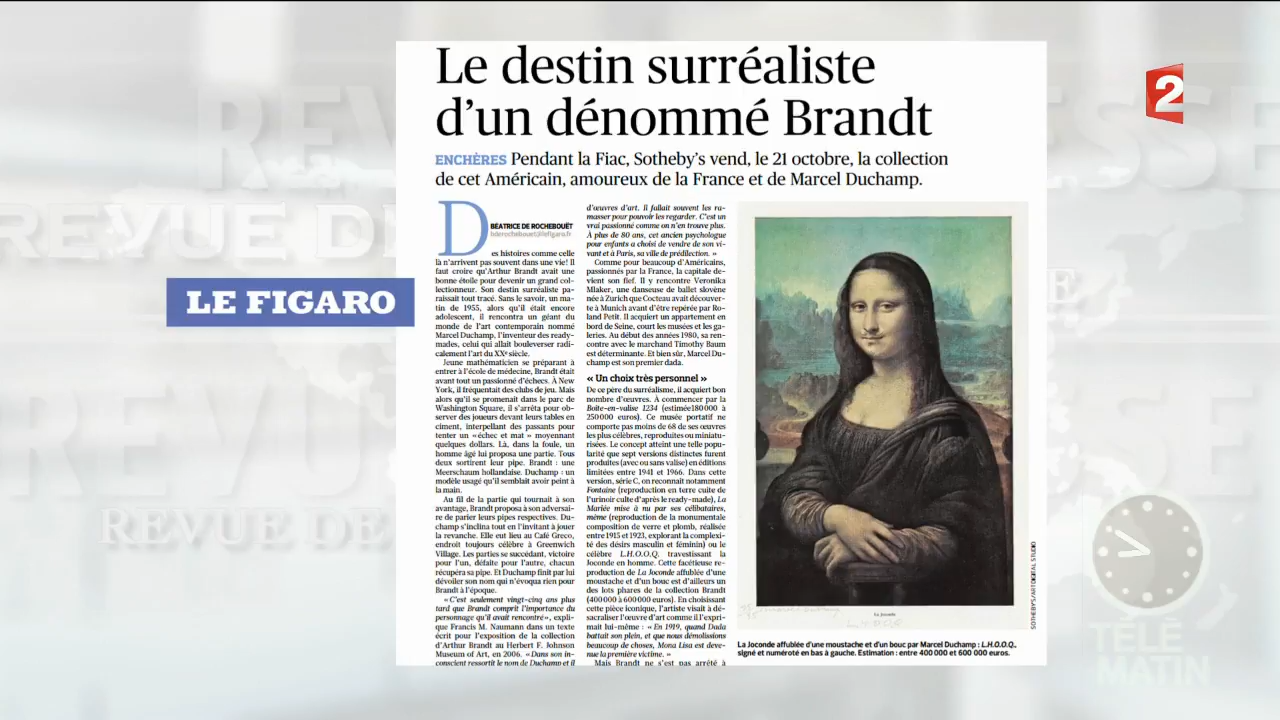 Le destin surréaliste
d'un dénommé Brandt
2
ENCHÈRES Pendant la Fiac, Sotheby's vend, le 21 octobre, la collection
de cet Américain, amoureux de la France et de Marcel Duchamp.
LE FIGARO
BÉATRICE DE ROCHEBOUËT
bderochebouet@lefigaro.fr
Des histoires comme celle
là n'arrivent pas souvent dans une vie! Il
faut croire qu'Arthur Brandt avait une
bonne étoile pour devenir un grand col-
lectionneur. Son destin surréaliste pa-
raissait tout tracé. Sans le savoir, un ma-
tin de 1955, alors qu'il était encore
adolescent, il rencontra un géant du
monde de l'art contemporain nommé
Marcel Duchamp, l'inventeur des ready-
mades, celui qui allait bouleverser radi-
calement l'art du XXe siècle.
Jeune mathématicien se préparant à
entrer à l'école de médecine, Brandt était
avant tout un passionné d'échecs. À New
York, il fréquentait des clubs de jeu. Mais
alors qu'il se promenait dans le parc de
Washington Square, il s'arrêta pour ob-
server des joueurs devant leurs tables en
ciment, interpellant des passants pour
tenter un « échec et mat » moyennant
quelques dollars. Là, dans la foule, un
homme âgé lui proposa une partie. Tous
deux sortirent leur pipe. Brandt : une
Meerschaum hollandaise. Duchamp : un
modèle usagé qu'il semblait avoir peint à
la main.
Au fil de la partie qui tournait à son
avantage, Brandt proposa à son adversai-
re de parier leurs pipes respectives. Du-
champ s'inclina tout en l'invitant à jouer
la revanche. Elle eut lieu au Café Greco,
endroit toujours célèbre à Greenwich
Village. Les parties se succédant, victoire
pour l'un, défaite pour l'autre, chacun
récupéra sa pipe. Et Duchamp finit par lui
dévoiler son nom qui n'évoqua rien pour
Brandt à l'époque.
« C'est seulement vingt-cinq ans plus
tard que Brandt comprit l'importance du
personnage qu'il avait rencontré », expli-
que Francis M. Naumann dans un texte
écrit pour l'exposition de la collection
d'Arthur Brandt au Herbert F. Johnson
Museum of Art, en 2006. « Dans son in-
conscient ressortit le nom de Duchamp et il
d'œuvres d'art. Il fallait souvent les ra-
masser pour pouvoir les regarder. C'est un
vrai passionné comme on n'en trouve plus.
À plus de 80 ans, cet ancien psychologue
pour enfants a choisi de vendre de son vi-
vant et à Paris, sa ville de prédilection. »
Comme pour beaucoup d'Américains,
passionnés par la France, la capitale de-
vient son fief. Il y rencontre Veronika
Mlaker, une danseuse de ballet slovène
née à Zurich que Cocteau avait découver-
te à Munich avant d'être repérée par Ro-
land Petit. Il acquiert un appartement en
bord de Seine, court les musées et les ga-
leries. Au début des années 1980, sa ren-
contre avec le marchand Timothy Baum
est déterminante. Et bien sûr, Marcel Du-
champ est son premier dada.
« Un choix très personnel »
De ce père du surréalisme, il acquiert bon
nombre d'œuvres. À commencer par la
Boîte-en-valise 1234 (estimée180 000 à
250 000 euros). Ce musée portatif ne
comporte pas moins de 68 de ses œuvres
les plus célèbres, reproduites ou miniatu-
risées. Le concept atteint une telle popu-
larité que sept versions distinctes furent
produites (avec ou sans valise) en éditions
limitées entre 1941 et 1966. Dans cette
version, série C, on reconnaît notamment
Fontaine (reproduction en terre cuite de
l'urinoir culte d'après le ready-made), La
Mariée mise à nu par ses célibataires,
même (reproduction de la monumentale
composition de verre et plomb, réalisée
entre 1915 et 1923, explorant la complexi-
té des désirs masculin et féminin) ou le
célèbre L.H.O.O.Q. travestissant la
Joconde en homme. Cette facétieuse re-
production de La Joconde affublée d'une
moustache et d'un bouc est d'ailleurs un
des lots phares de la collection Brandt
(400 000 à 600 000 euros). En choisissant
cette pièce iconique, l'artiste visait à dé-
sacraliser l'œuvre d'art comme il l'expri-
mait lui-même : « En 1919, quand Dada
battait son plein, et que nous démolissions
beaucoup de choses, Mona Lisa est deve-
nue la première victime. »
Mais Brandt ne s'est pas arrêté à
La Joconde
SOTHEBY'S/ARTDIGITAL STUDIO
La Joconde affublée d'une moustache et d'un bouc par Marcel Duchamp : L.H.O.O.Q.,
signé et numéroté en bas à gauche. Estimation : entre 400 000 et 600 000 euros.
TÉLÉ
MATIN